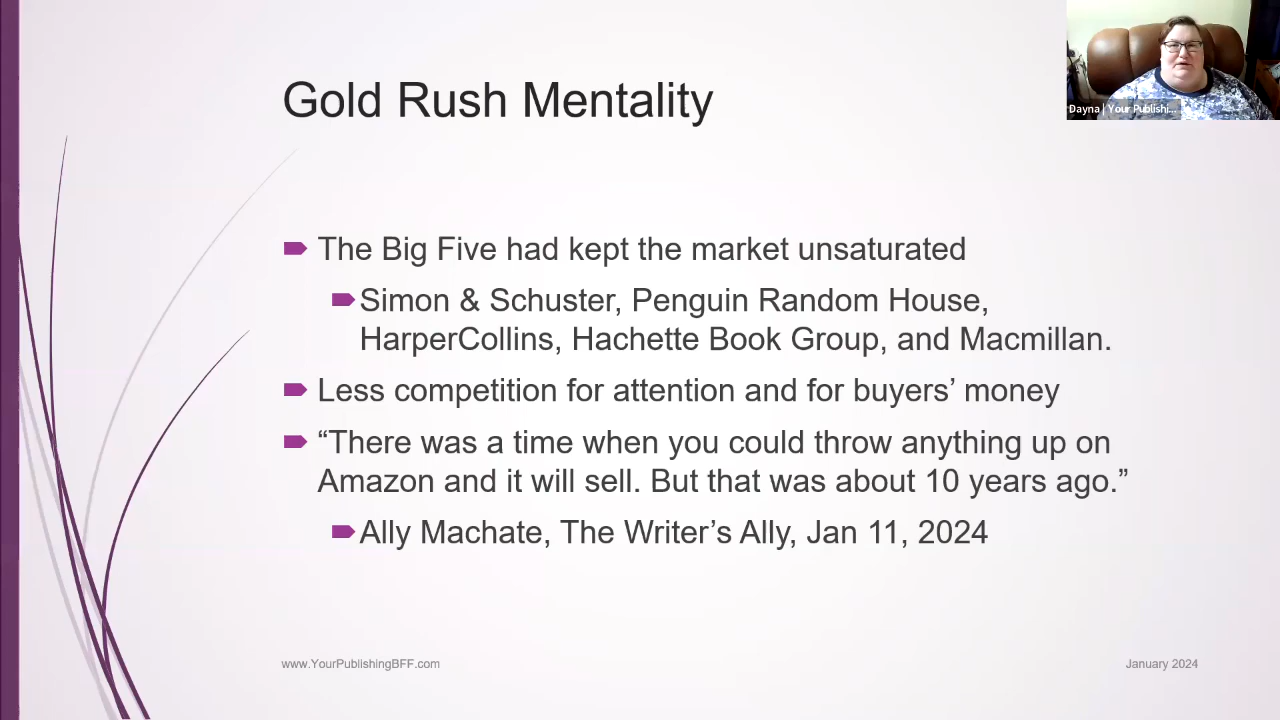 Gold Rush Mentality
Dayna | Your Publishi...
The Big Five had kept the market unsaturated
Simon & Schuster, Penguin Random House,
HarperCollins, Hachette Book Group, and Macmillan.
Less competition for attention and for buyers’ money
“There was a time when you could throw anything up on
Amazon and it will sell. But that was about 10 years ago.”
Ally Machate, The Writer’s Ally, Jan 11, 2024
www.YourPublishingBFF.com
January 2024